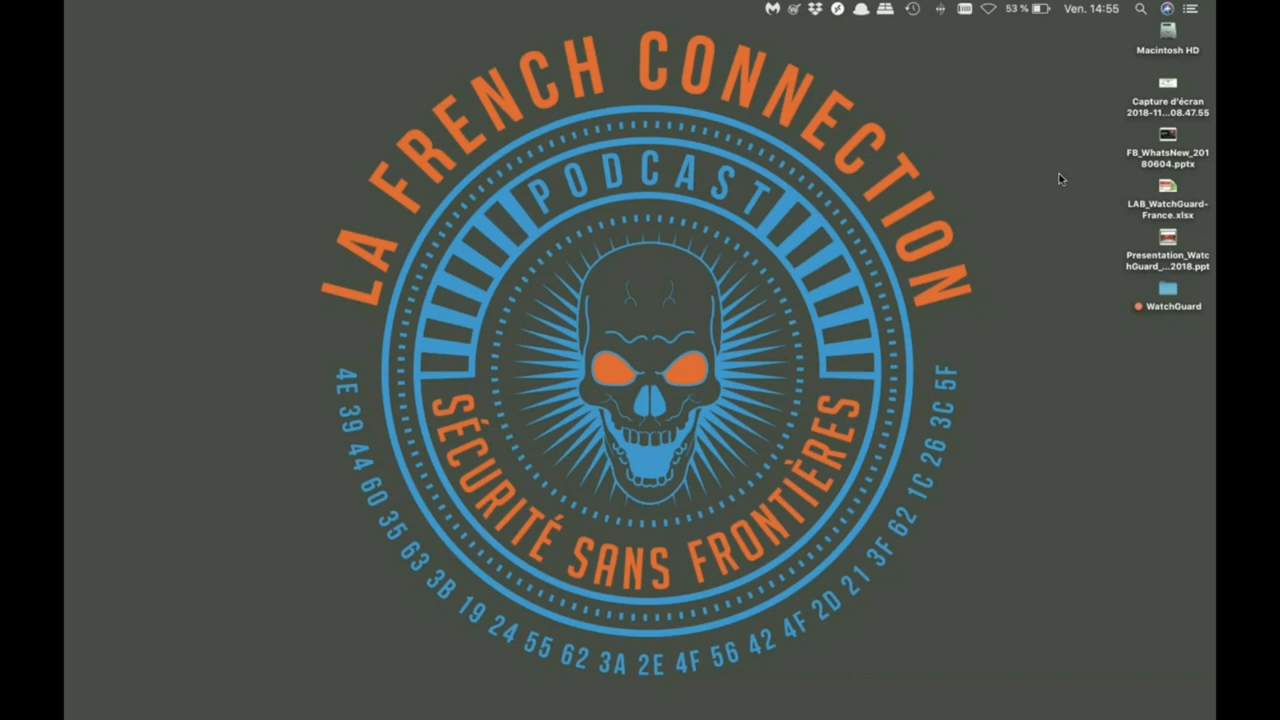 53 %
Ven. 14:55
Macintosh HD
Capture d'écran
2018-11...08.47.55
FB_WhatsNew_201
80604.pptx
LAB_WatchGuard-
France.xlsx
Presentation_Watc
hGuard_...2018.ppt
WatchGuard
LA FRENCH CONNECTION
PODCAST
SÉCURITÉ SANS FRONTIÈRES
4E 39 44 60 35 63 3B 19 24 55 62 3A 2E 4F 56 42 4F 2D 21 3F 62 1C 26 3C 5F